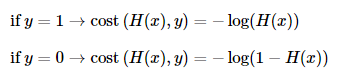 if y = 1 → cost (H(x), y) = − log(H(x))
if y = 0 → cost (H(x), y) = − log(1 − H(x))